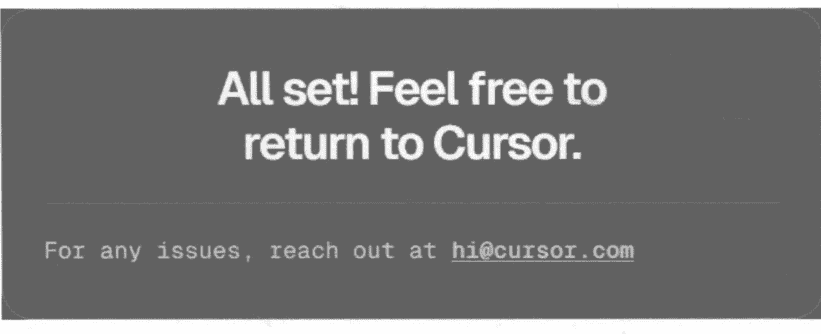 All set! Feel free to
return to Cursor.
For any issues, reach out at hi@cursor.com